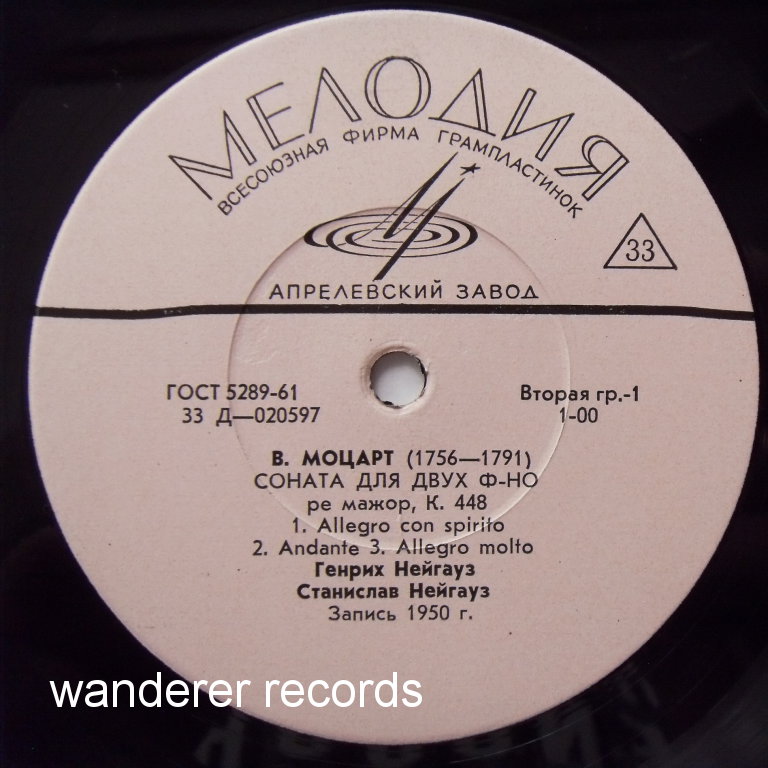 МЕЛОДИЯ
ВСЕСОЮЗНАЯ ФИРМА ГРАМПЛАСТИНОК
33
АПРЕЛЕВСКИЙ ЗАВОД
ГОСТ 5289-61
Вторая гр.-1
33 Д—020597
1-00
В. МОЦАРТ (1756—1791)
СОНАТА ДЛЯ ДВУХ Ф-НО
ре мажор, К. 448
1. Allegro con spirito
2. Andante 3. Allegro molto
Генрих Нейгауз
Станислав Нейгауз
Запись 1950 г.
wanderer records